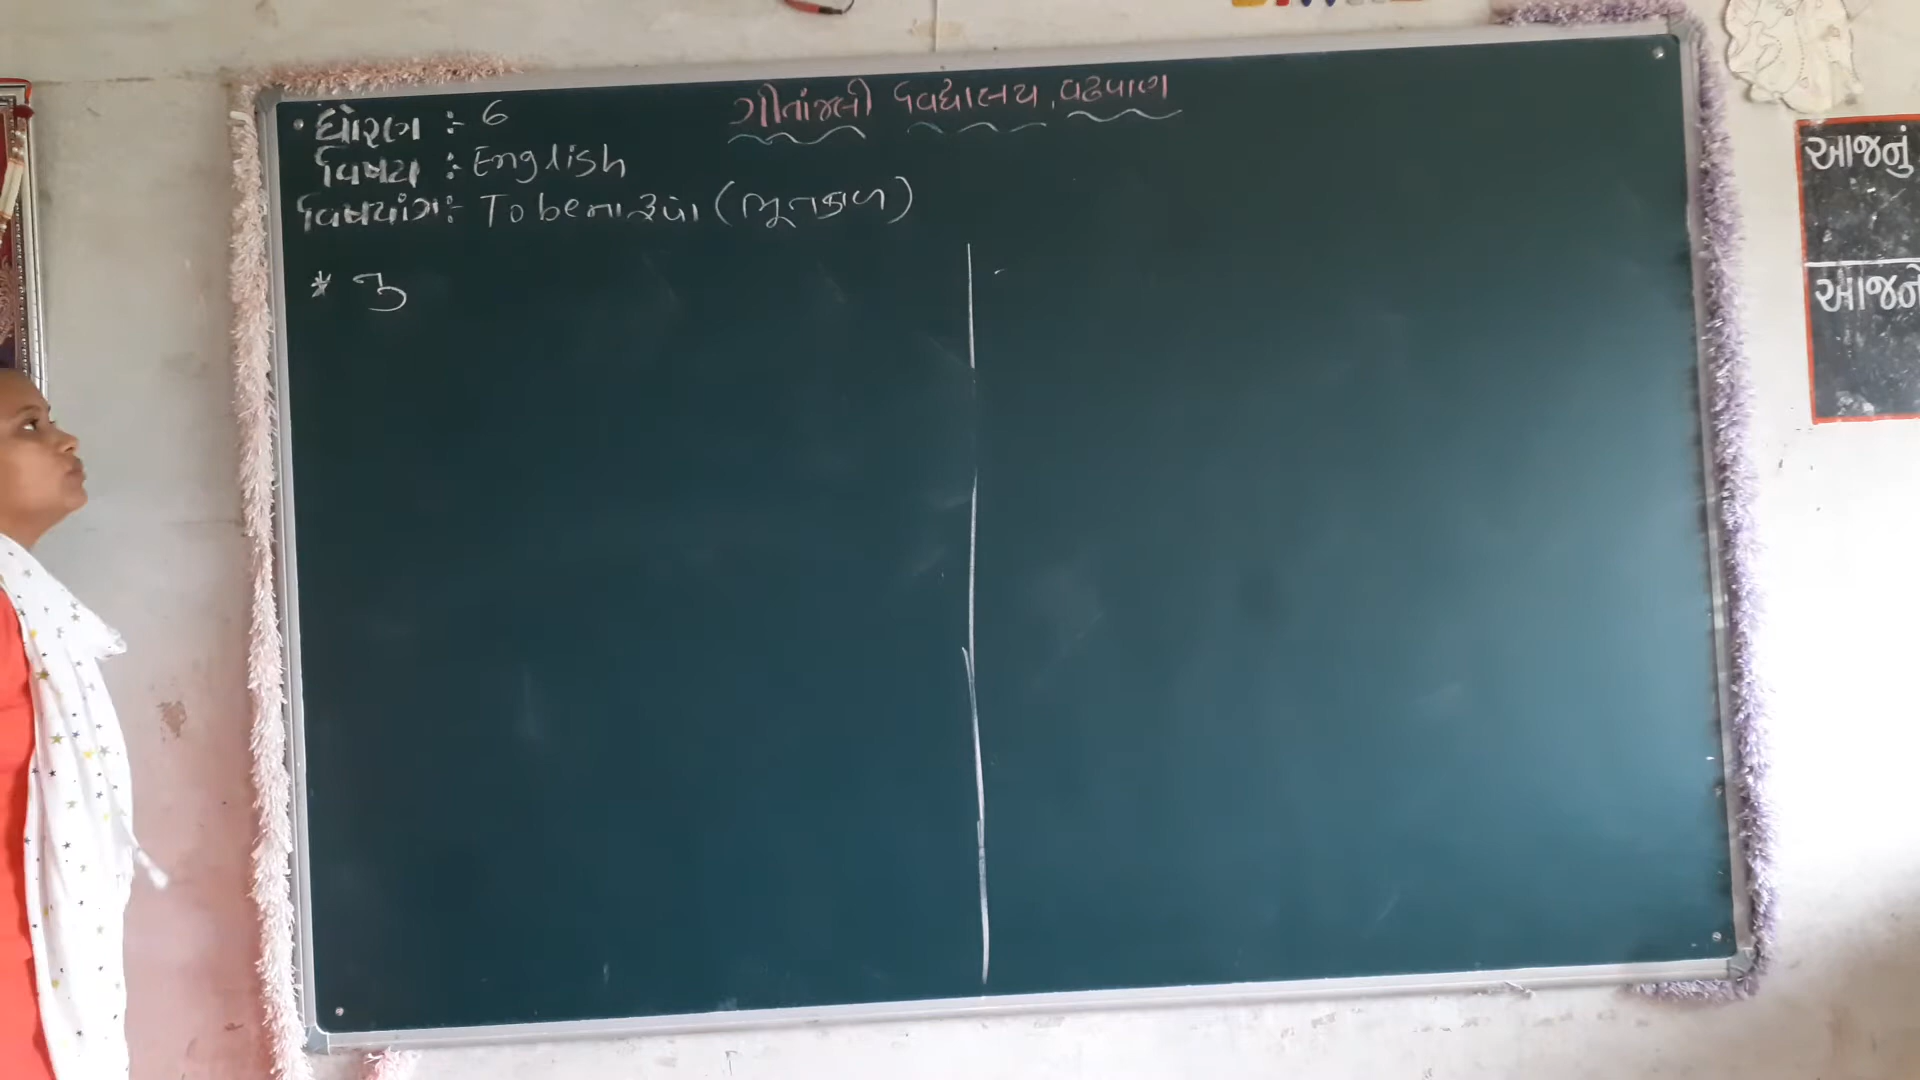 ગીતાંજલી વિદ્યાલય, વઢવાણ
ધોરણ :- 6
વિષય :- English
વિષયાંગ :- To be ના રૂપો (ભૂતકાળ)
* રૂ
આજનું
આજનો